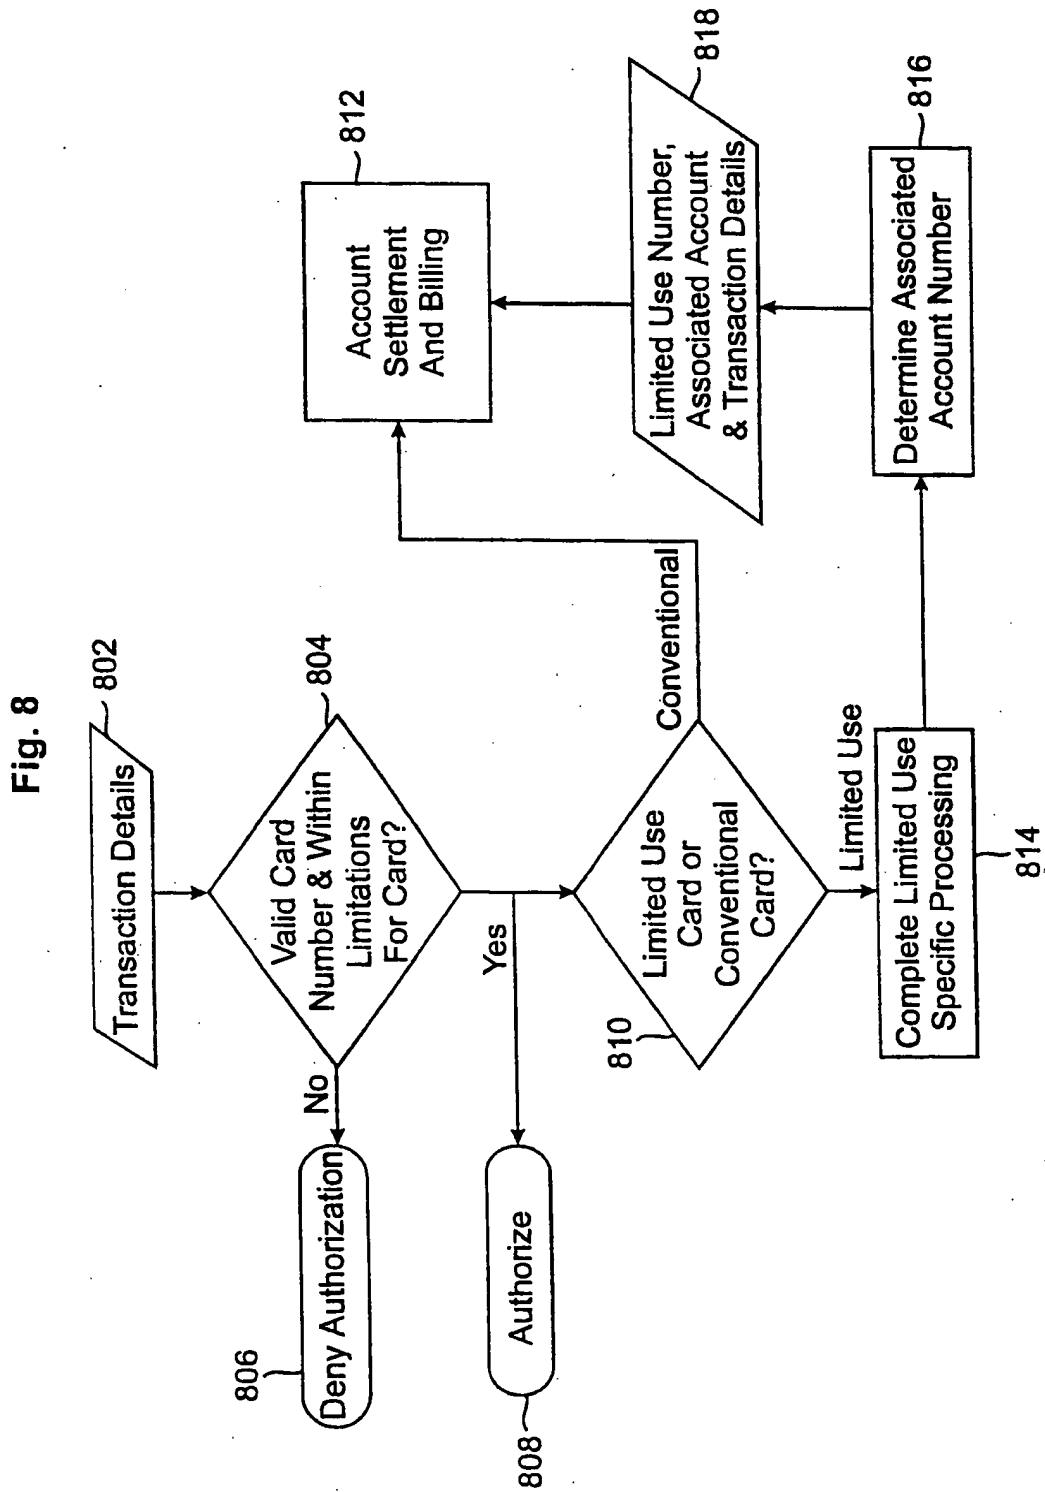 Fig. 8
802
Transaction Details
804
Valid Card
Number & Within
Limitations
For Card?
No
806
Deny Authorization
Yes
808
Authorize
810
Limited Use
Card or
Conventional
Card?
Conventional
812
Account
Settlement
And Billing
Limited Use
Complete Limited Use
Specific Processing
814
Determine Associated
Account Number
816
Limited Use Number,
Associated Account
& Transaction Details
818